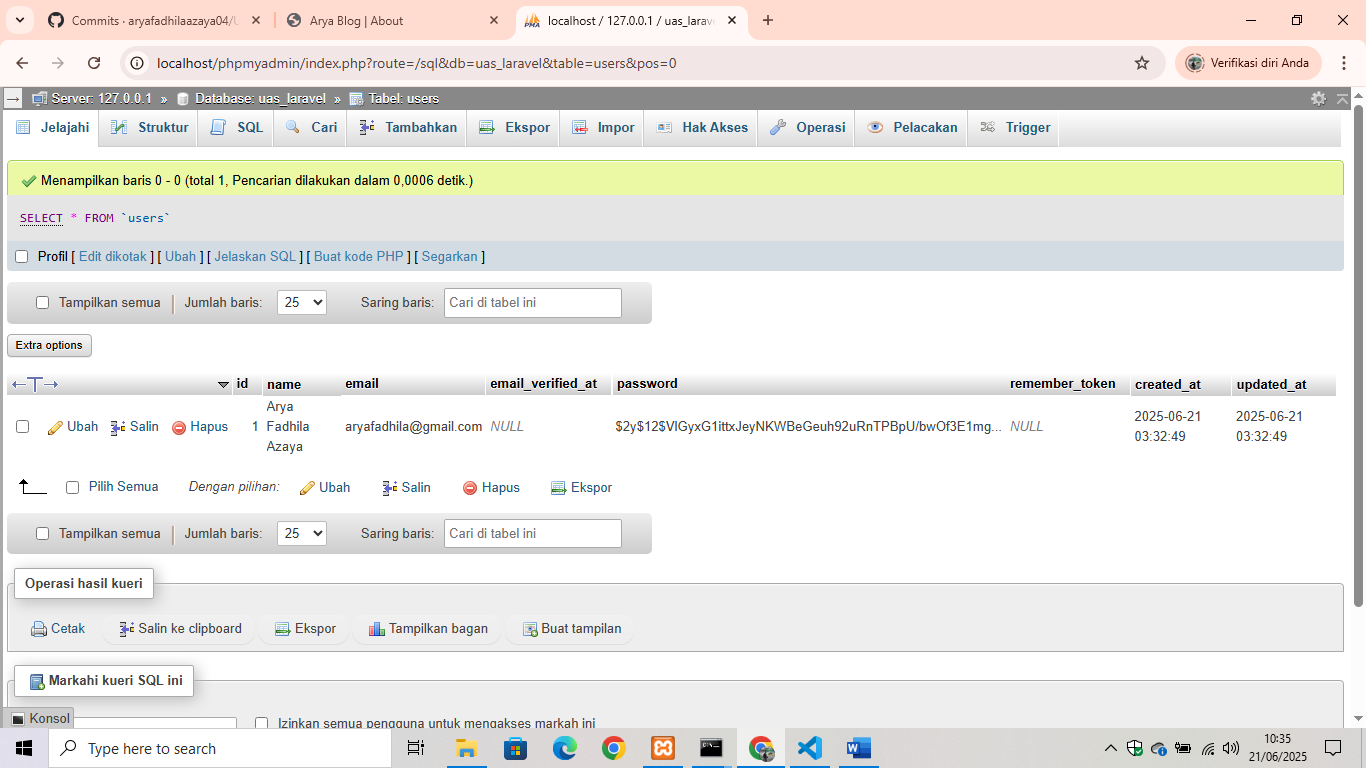 Commits · aryafadhilaazaya04/U
Arya Blog | About
localhost / 127.0.0.1 / uas_larav
localhost/phpmyadmin/index.php?route=/sql&db=uas_laravel&table=users&pos=0
Verifikasi diri Anda
Server: 127.0.0.1 » Database: uas_laravel » Tabel: users
Jelajahi Struktur SQL Cari Tambahkan Ekspor Impor Hak Akses Operasi Pelacakan Trigger
Menampilkan baris 0 - 0 (total 1, Pencarian dilakukan dalam 0,0006 detik.)
SELECT * FROM `users`
Profil [ Edit dikotak ] [ Ubah ] [ Jelaskan SQL ] [ Buat kode PHP ] [ Segarkan ]
Tampilkan semua Jumlah baris: 25 Saring baris: Cari di tabel ini
Extra options
id name email email_verified_at password remember_token created_at updated_at
Ubah Salin Hapus 1 Arya Fadhila Azaya aryafadhila@gmail.com NULL $2y$12$VlGyxG1ittxJeyNKWBeGeuh92uRnTPBpU/bwOf3E1mg... NULL 2025-06-21 03:32:49 2025-06-21 03:32:49
Pilih Semua Dengan pilihan: Ubah Salin Hapus Ekspor
Tampilkan semua Jumlah baris: 25 Saring baris: Cari di tabel ini
Operasi hasil kueri
Cetak Salin ke clipboard Ekspor Tampilkan bagan Buat tampilan
Markahi kueri SQL ini
Konsol
Izinkan semua pengguna untuk mengakses markah ini
Type here to search
10:35
21/06/2025